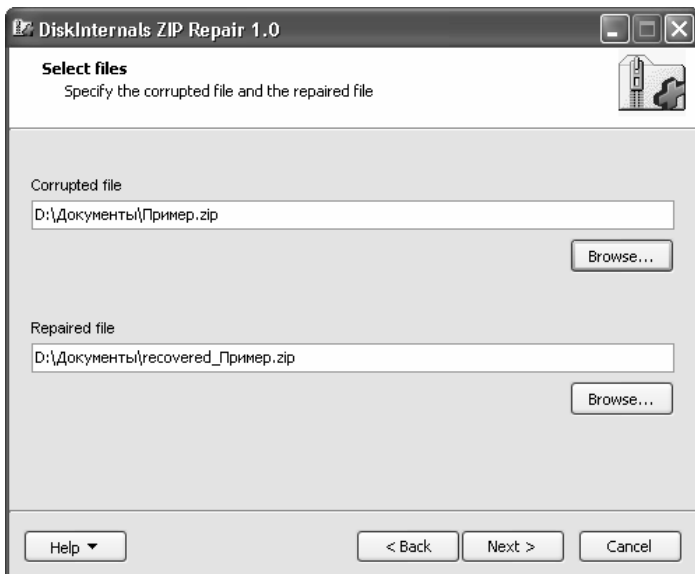 DiskInternals ZIP Repair 1.0
Select files
Specify the corrupted file and the repaired file
Corrupted file
D:\Документы\Пример.zip
Browse...
Repaired file
D:\Документы\recovered_Пример.zip
Browse...
Help
< Back
Next >
Cancel